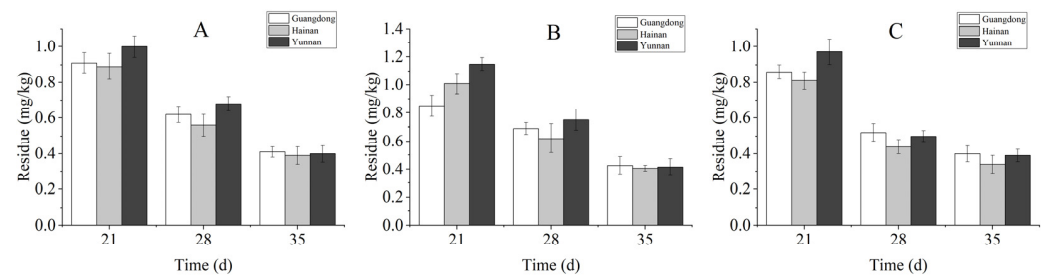 A
Guangdong
Hainan
Yunnan
Residue (mg/kg)
1.0
0.8
0.6
0.4
0.2
0.0
21 28 35
Time (d)
B
Guangdong
Hainan
Yunnan
Residue (mg/kg)
1.4
1.2
1.0
0.8
0.6
0.4
0.2
0.0
21 28 35
Time (d)
C
Guangdong
Hainan
Yunnan
Residue (mg/kg)
1.0
0.8
0.6
0.4
0.2
0.0
21 28 35
Time (d)